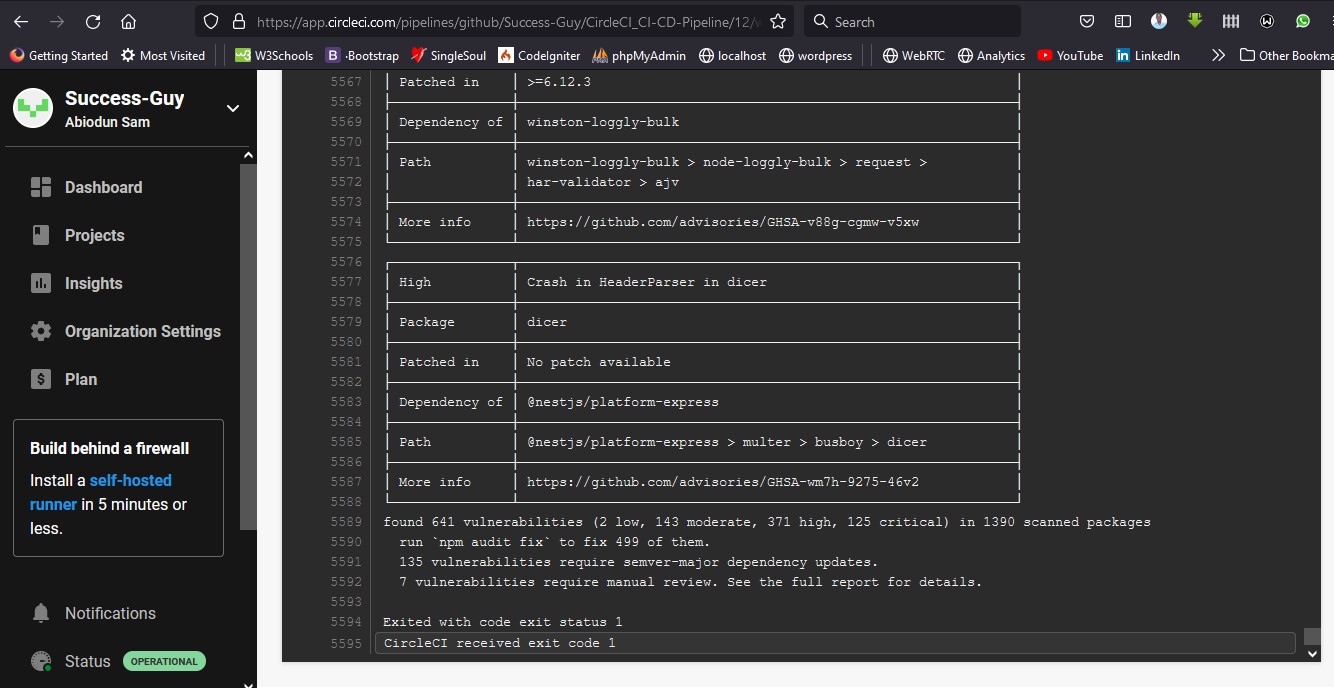 https://app.circleci.com/pipelines/github/Success-Guy/CircleCI_CI-CD-Pipeline/12/
Search
Getting Started
Most Visited
W3Schools
·Bootstrap
SingleSoul
CodeIgniter
phpMyAdmin
localhost
wordpress
WebRTC
Analytics
YouTube
LinkedIn
Other Bookma
Success-Guy
Abiodun Sam
Dashboard
Projects
Insights
Organization Settings
Plan
Build behind a firewall
Install a self-hosted
runner in 5 minutes or
less.
Notifications
Status OPERATIONAL
5567 Patched in >=6.12.3
5568
5569 Dependency of winston-loggly-bulk
5570
5571 Path winston-loggly-bulk > node-loggly-bulk > request >
5572 har-validator > ajv
5573
5574 More info https://github.com/advisories/GHSA-v88g-cgmw-v5xw
5575
5576
5577 High Crash in HeaderParser in dicer
5578
5579 Package dicer
5580
5581 Patched in No patch available
5582
5583 Dependency of @nestjs/platform-express
5584
5585 Path @nestjs/platform-express > multer > busboy > dicer
5586
5587 More info https://github.com/advisories/GHSA-wm7h-9275-46v2
5588
5589 found 641 vulnerabilities (2 low, 143 moderate, 371 high, 125 critical) in 1390 scanned packages
5590 run `npm audit fix` to fix 499 of them.
5591 135 vulnerabilities require semver-major dependency updates.
5592 7 vulnerabilities require manual review. See the full report for details.
5593
5594 Exited with code exit status 1
5595 CircleCI received exit code 1